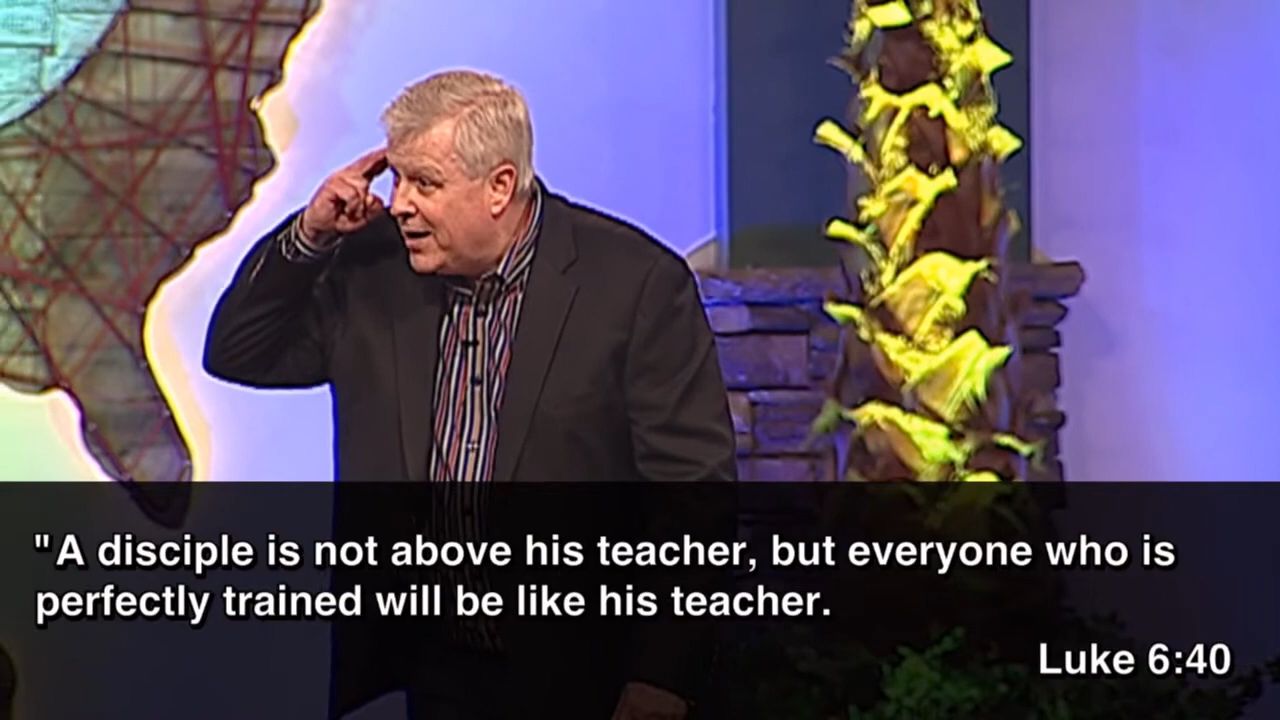 "A disciple is not above his teacher, but everyone who is
perfectly trained will be like his teacher.
Luke 6:40